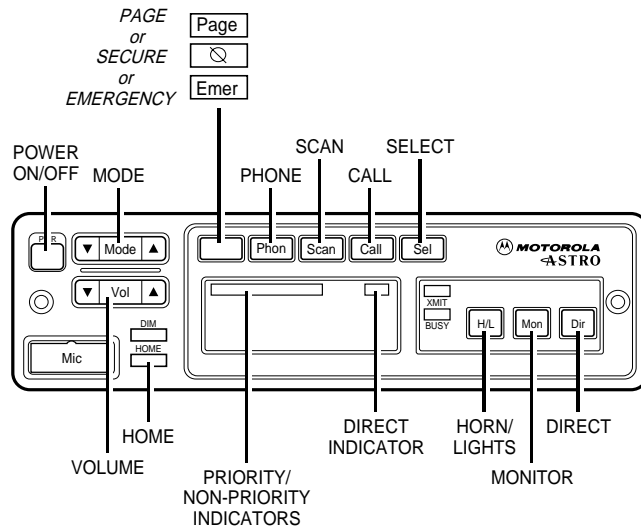 PAGE
or
SECURE
or
EMERGENCY
Page
Emer
POWER
ON/OFF
MODE
PHONE
SCAN
CALL
SELECT
PWR
▼ Mode ▲
Phon
Scan
Call
Sel
MOTOROLA
ASTRO
▼ Vol ▲
XMIT
BUSY
DIM
HOME
Mic
H/L
Mon
Dir
HOME
VOLUME
DIRECT
INDICATOR
HORN/
LIGHTS
DIRECT
MONITOR
PRIORITY/
NON-PRIORITY
INDICATORS